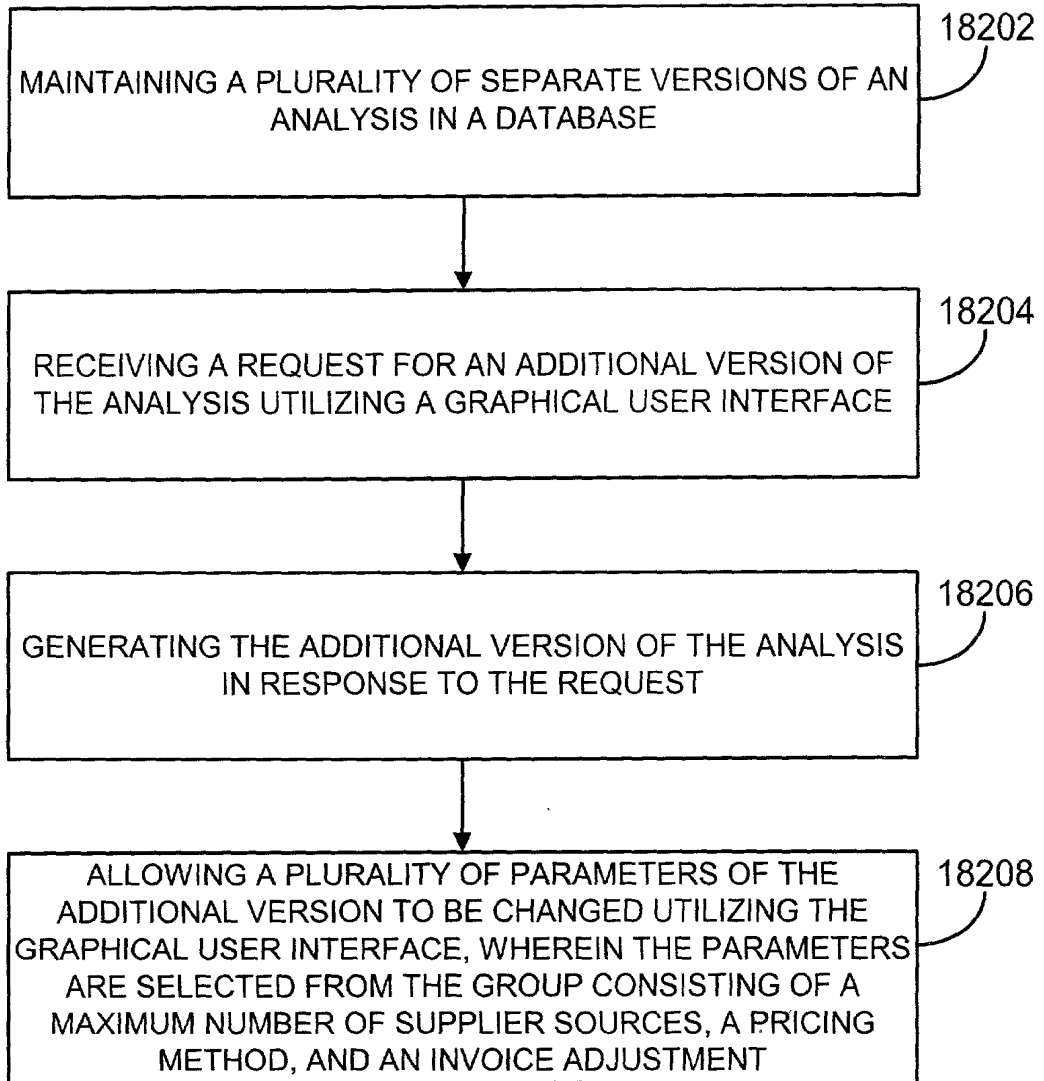 18202
MAINTAINING A PLURALITY OF SEPARATE VERSIONS OF AN
ANALYSIS IN A DATABASE
18204
RECEIVING A REQUEST FOR AN ADDITIONAL VERSION OF
THE ANALYSIS UTILIZING A GRAPHICAL USER INTERFACE
18206
GENERATING THE ADDITIONAL VERSION OF THE ANALYSIS
IN RESPONSE TO THE REQUEST
18208
ALLOWING A PLURALITY OF PARAMETERS OF THE
ADDITIONAL VERSION TO BE CHANGED UTILIZING THE
GRAPHICAL USER INTERFACE, WHEREIN THE PARAMETERS
ARE SELECTED FROM THE GROUP CONSISTING OF A
MAXIMUM NUMBER OF SUPPLIER SOURCES, A PRICING
METHOD, AND AN INVOICE ADJUSTMENT